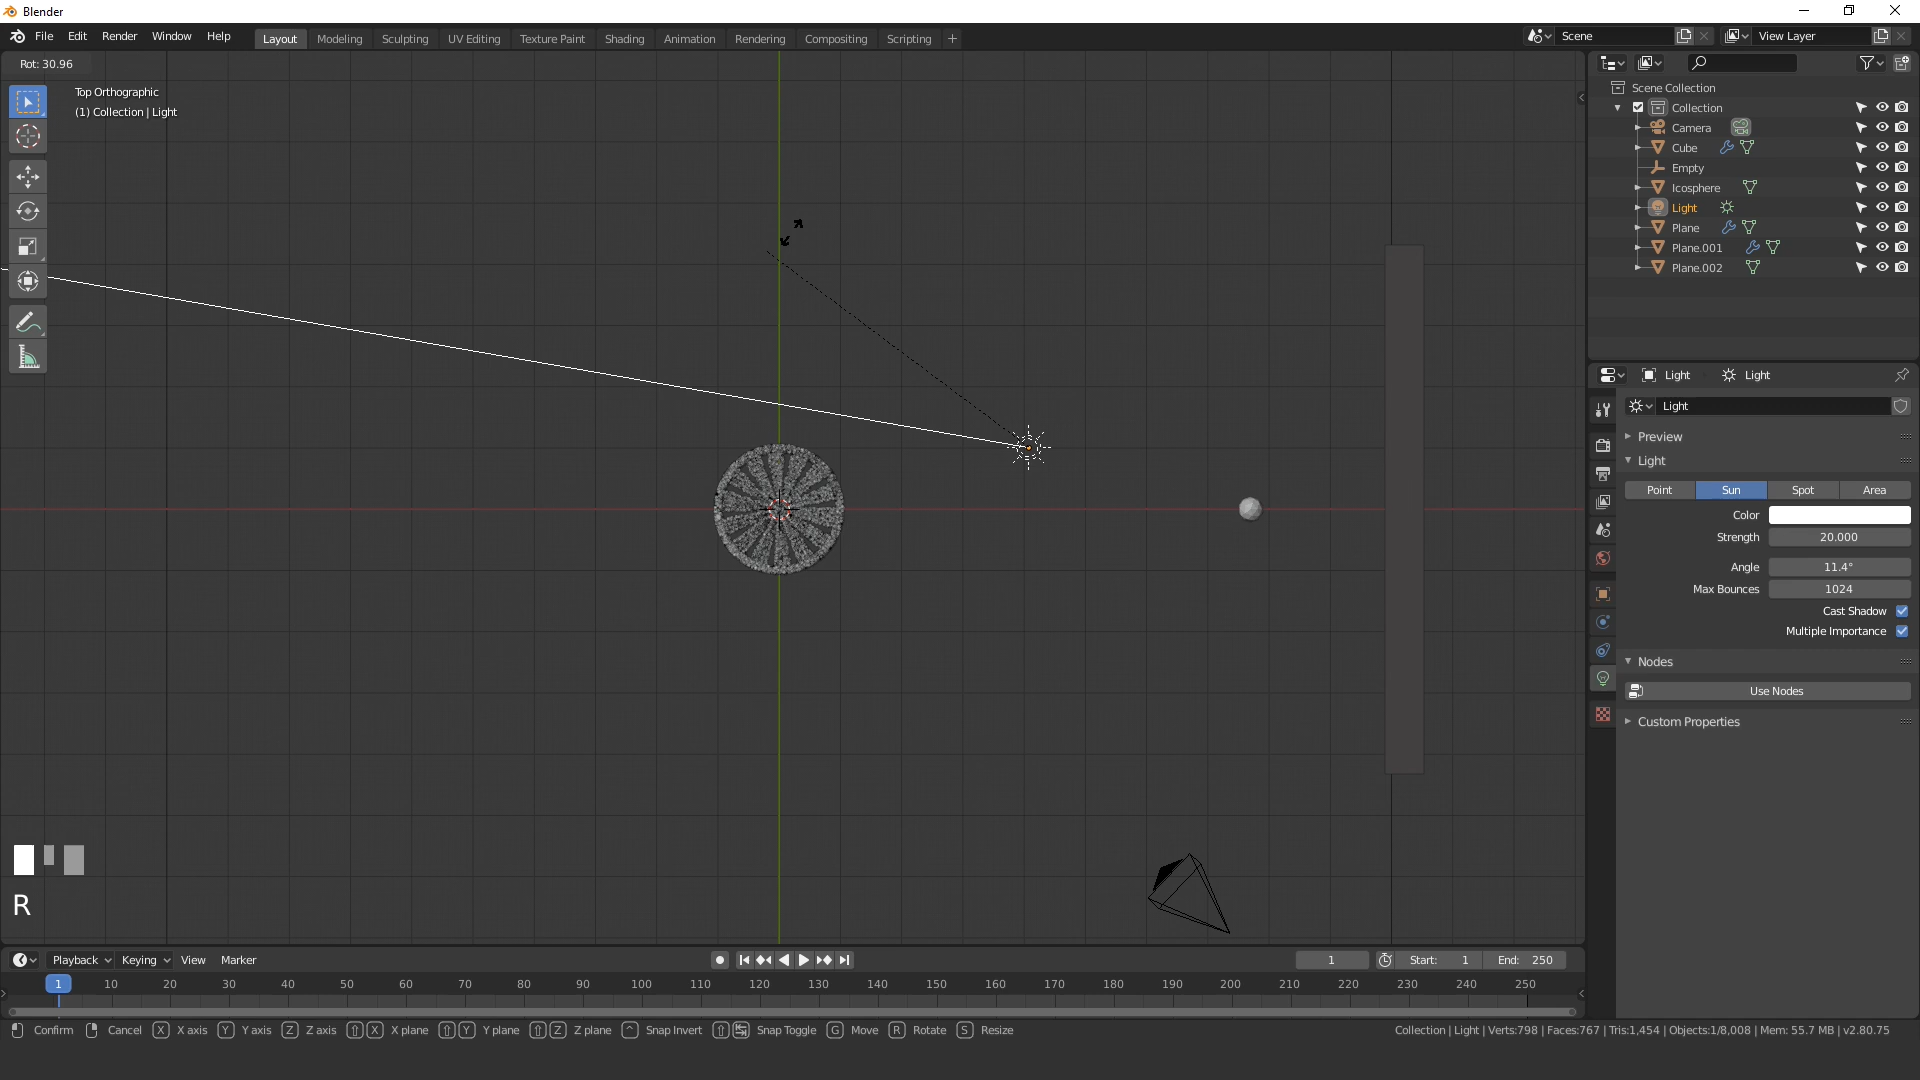 Blender
File Edit Render Window Help
Layout Modeling Sculpting UV Editing Texture Paint Shading Animation Rendering Compositing Scripting +
Scene
View Layer
Rot: 30.96
Top Orthographic
(1) Collection | Light
Scene Collection
Collection
Camera
Cube
Empty
Icosphere
Light
Plane
Plane.001
Plane.002
Light Light
Light
Preview
Light
Point Sun Spot Area
Color
Strength 20.000
Angle 11.4°
Max Bounces 1024
Cast Shadow
Multiple Importance
Nodes
Use Nodes
Custom Properties
R
Playback Keying View Marker
1 Start: 1 End: 250
1 10 20 30 40 50 60 70 80 90 100 110 120 130 140 150 160 170 180 190 200 210 220 230 240 250
Confirm Cancel X X axis Y Y axis Z Z axis X X plane Y Y plane Z Z plane ^ Snap Invert Snap Toggle G Move R Rotate S Resize
Collection | Light | Verts:798 | Faces:767 | Tris:1,454 | Objects:1/8,008 | Mem: 55.7 MB | v2.80.75